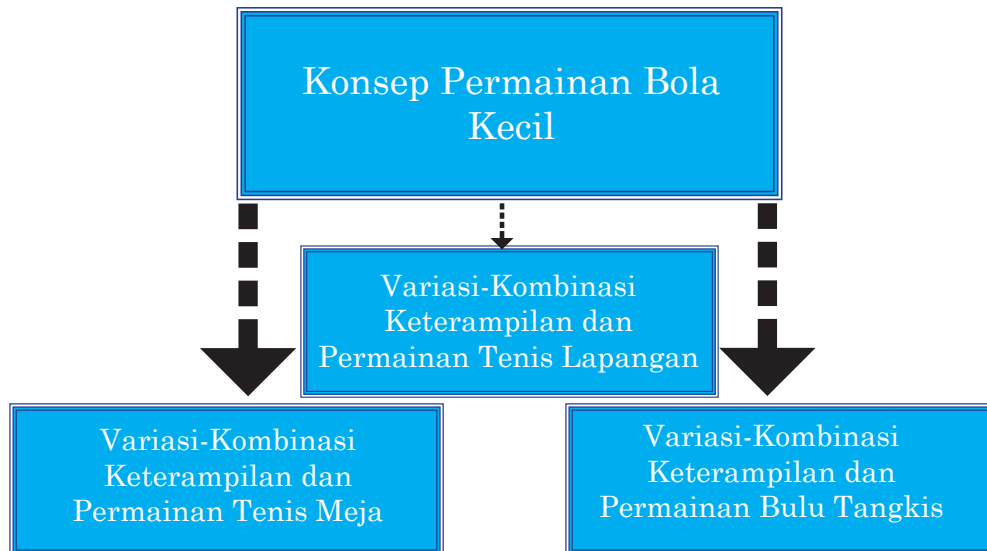 Konsep Permainan Bola
Kecil
Variasi-Kombinasi
Keterampilan dan
Permainan Tenis Lapangan
Variasi-Kombinasi
Keterampilan dan
Permainan Tenis Meja
Variasi-Kombinasi
Keterampilan dan
Permainan Bulu Tangkis